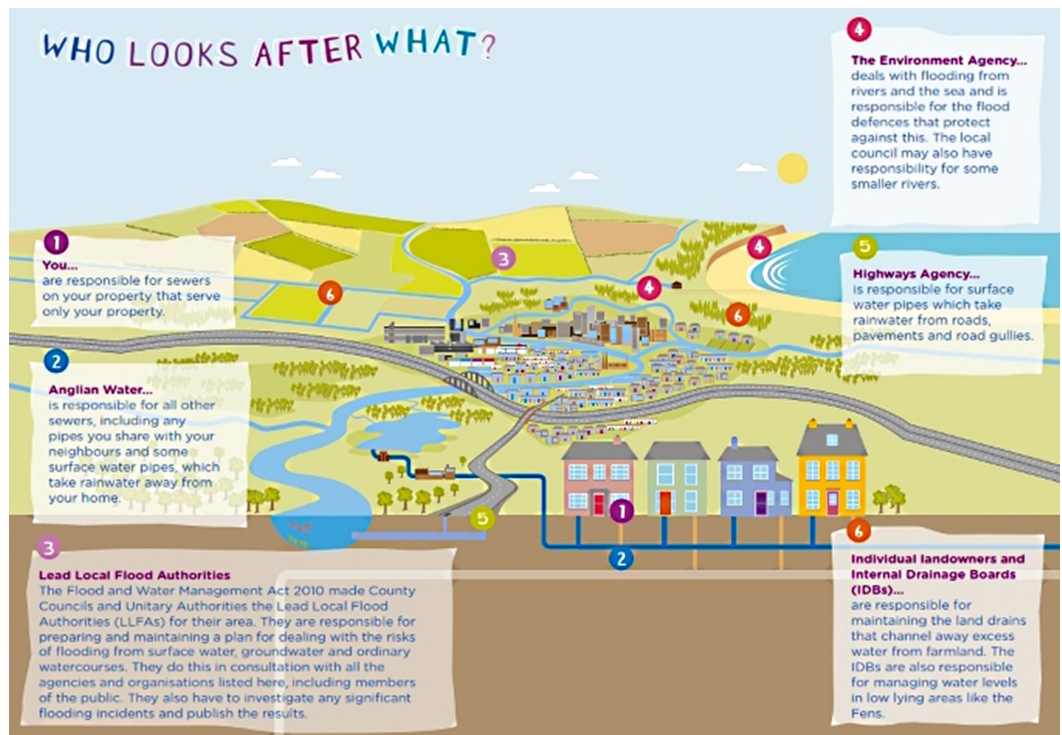 WHO LOOKS AFTER WHAT?
1
You...
are responsible for sewers
on your property that serve
only your property.
2
Anglian Water...
is responsible for all other
sewers, including any
pipes you share with your
neighbours and some
surface water pipes, which
take rainwater away from
your home.
3
Lead Local Flood Authorities
The Flood and Water Management Act 2010 made County
Councils and Unitary Authorities the Lead Local Flood
Authorities (LLFAs) for their area. They are responsible for
preparing and maintaining a plan for dealing with the risks
of flooding from surface water, groundwater and ordinary
watercourses. They do this in consultation with all the
agencies and organisations listed here, including members
of the public. They also have to investigate any significant
flooding incidents and publish the results.
4
The Environment Agency...
deals with flooding from
rivers and the sea and is
responsible for the flood
defences that protect
against this. The local
council may also have
responsibility for some
smaller rivers.
5
Highways Agency...
is responsible for surface
water pipes which take
rainwater from roads,
pavements and road gullies.
6
Individual landowners and
Internal Drainage Boards
(IDBs)...
are responsible for
maintaining the land drains
that channel away excess
water from farmland. The
IDBs are also responsible
for managing water levels
in low lying areas like the
Fens.
3
4
4
6
6
5
1
2